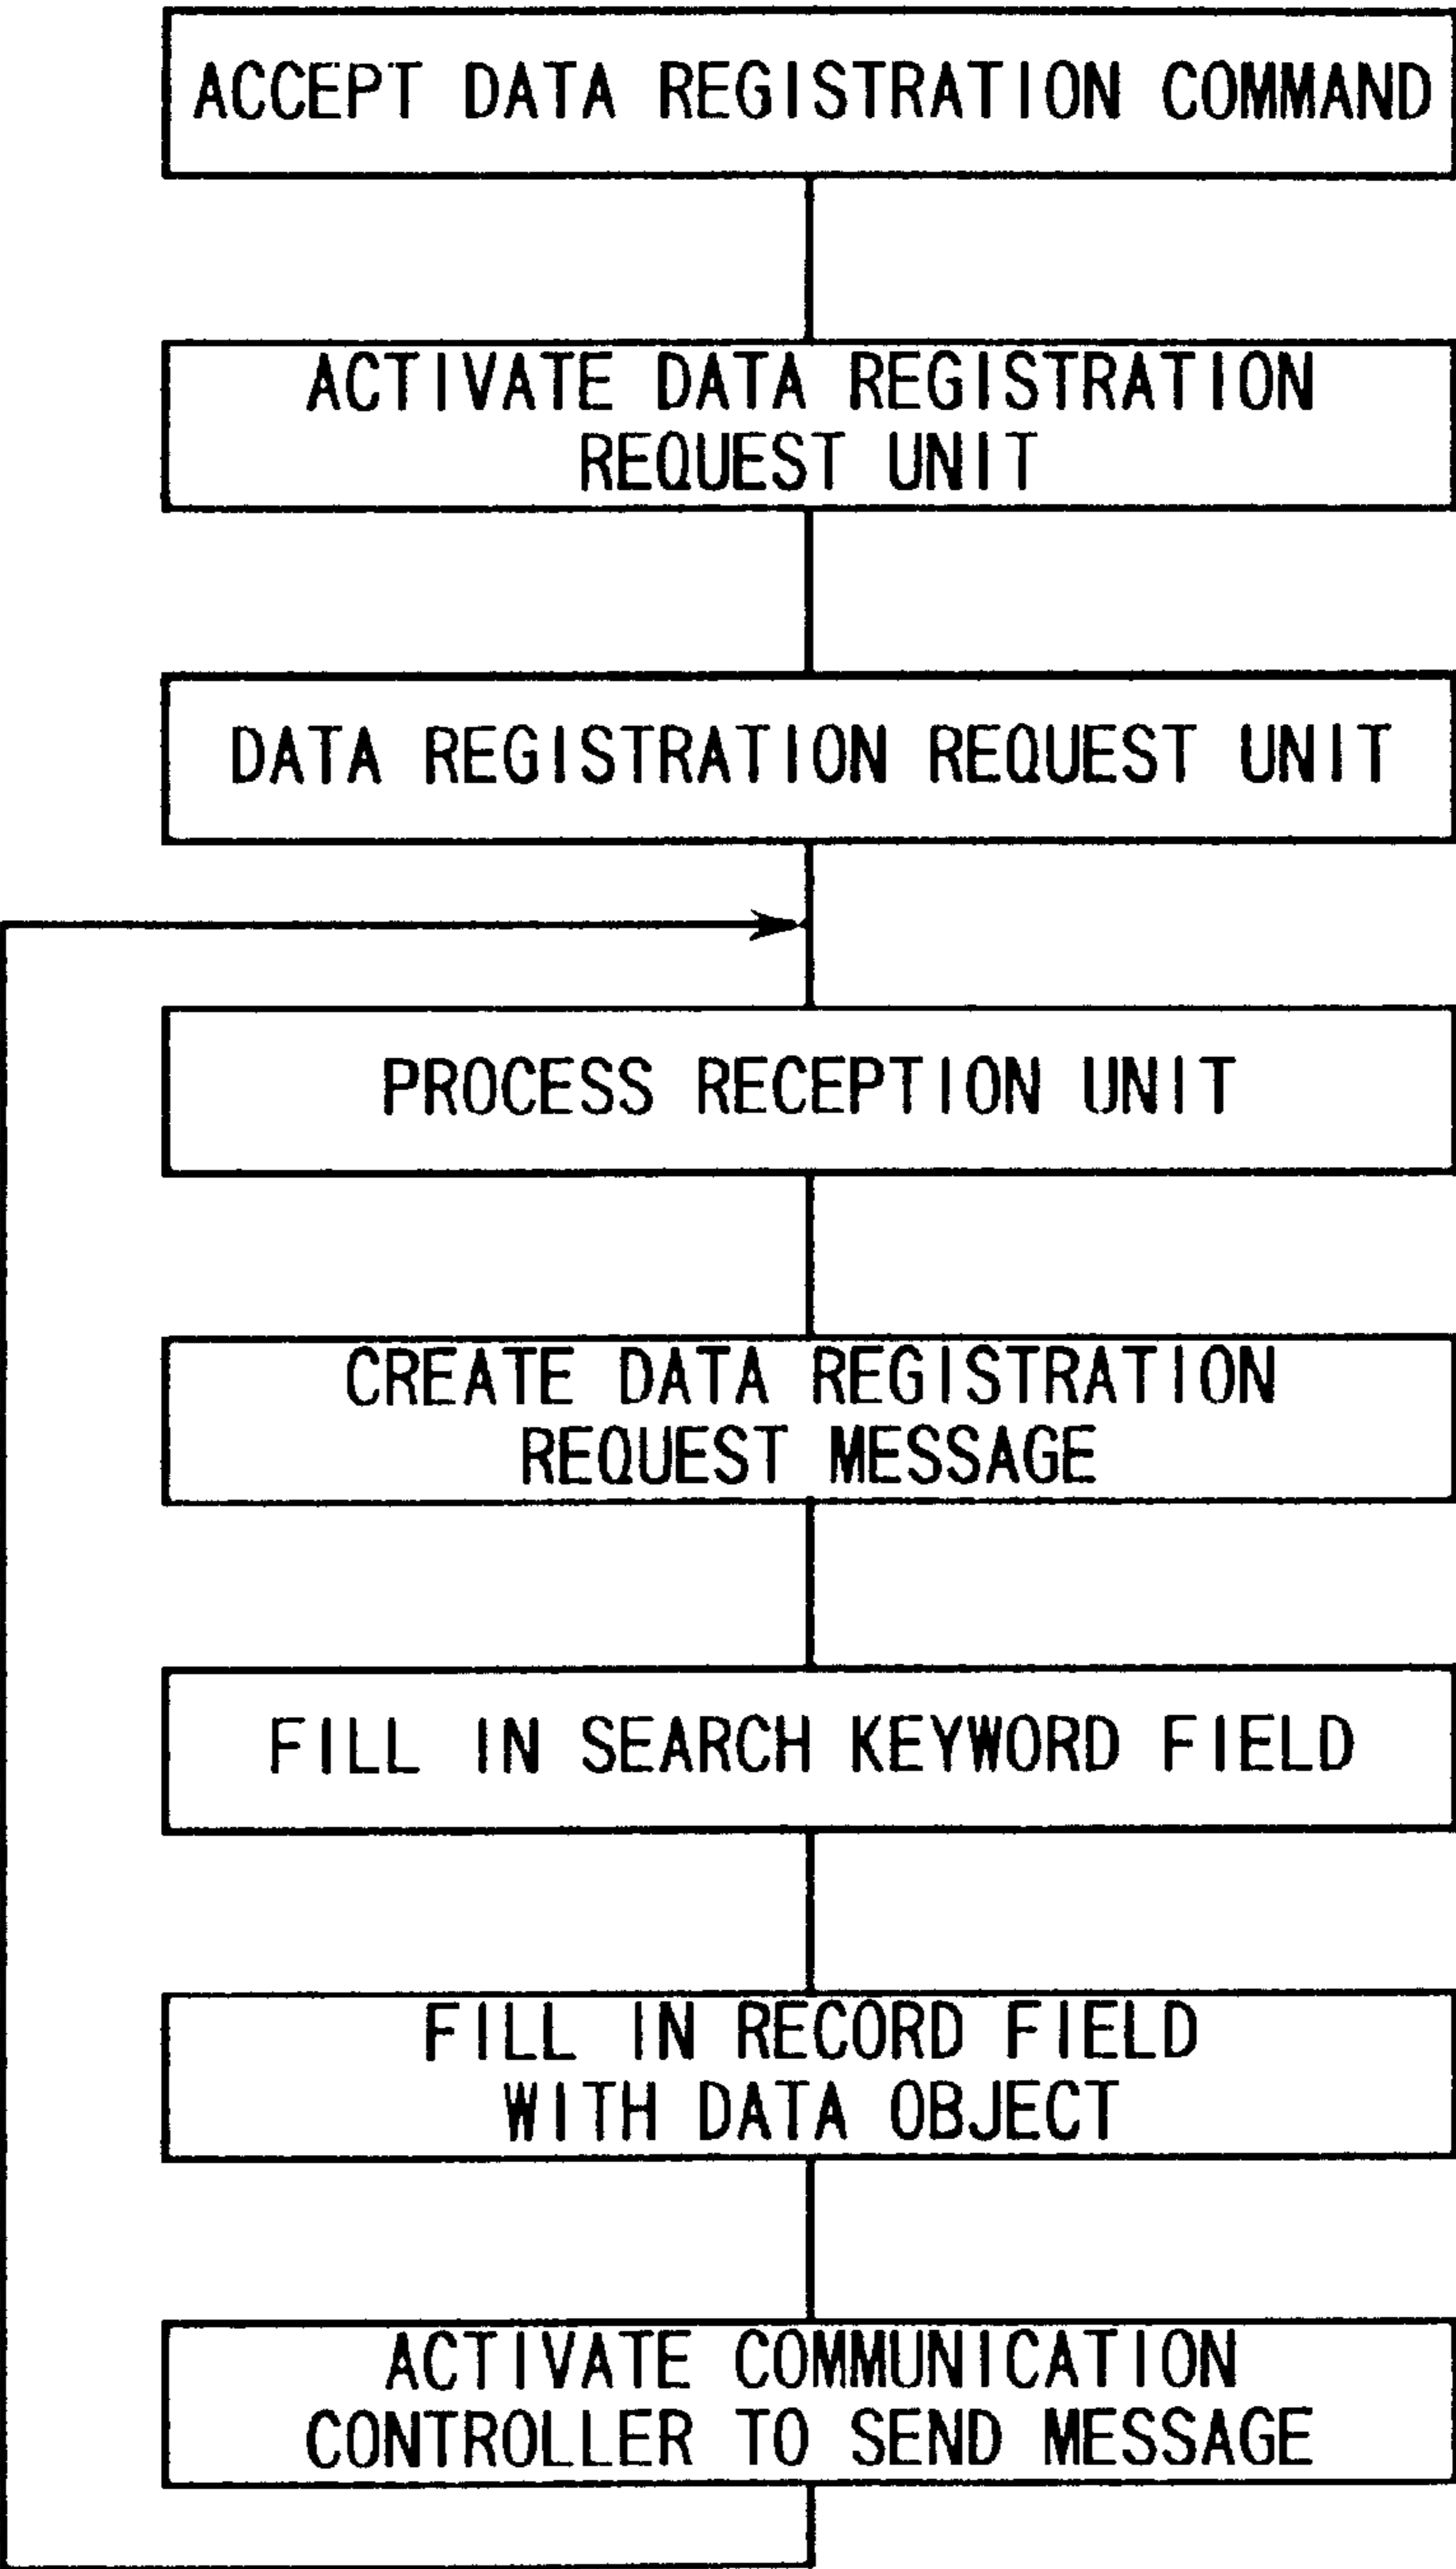 ACCEPT DATA REGISTRATION COMMAND
ACTIVATE DATA REGISTRATION
REQUEST UNIT
DATA REGISTRATION REQUEST UNIT
PROCESS RECEPTION UNIT
CREATE DATA REGISTRATION
REQUEST MESSAGE
FILL IN SEARCH KEYWORD FIELD
FILL IN RECORD FIELD
WITH DATA OBJECT
ACTIVATE COMMUNICATION
CONTROLLER TO SEND MESSAGE